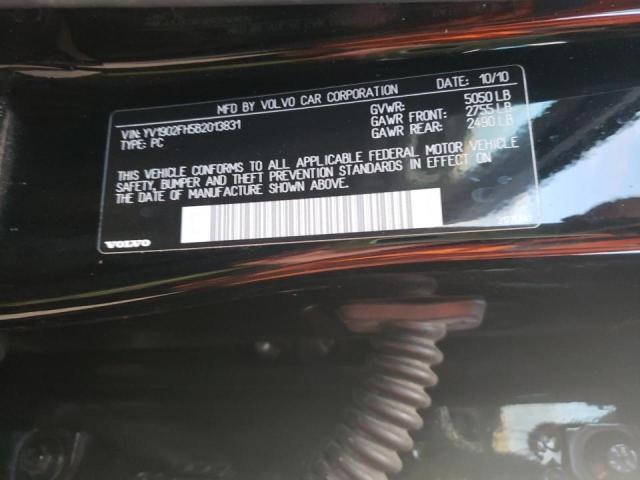 MFD BY VOLVO CAR CORPORATION DATE: 10/10
GVWR: 5050 LB
VIN: YV1902FH5B2013831 GAWR FRONT: 2755 LB
TYPE: PC GAWR REAR: 2490 LB
THIS VEHICLE CONFORMS TO ALL APPLICABLE FEDERAL MOTOR VEHICLE
SAFETY, BUMPER AND THEFT PREVENTION STANDARDS IN EFFECT ON
THE DATE OF MANUFACTURE SHOWN ABOVE.
VOLVO